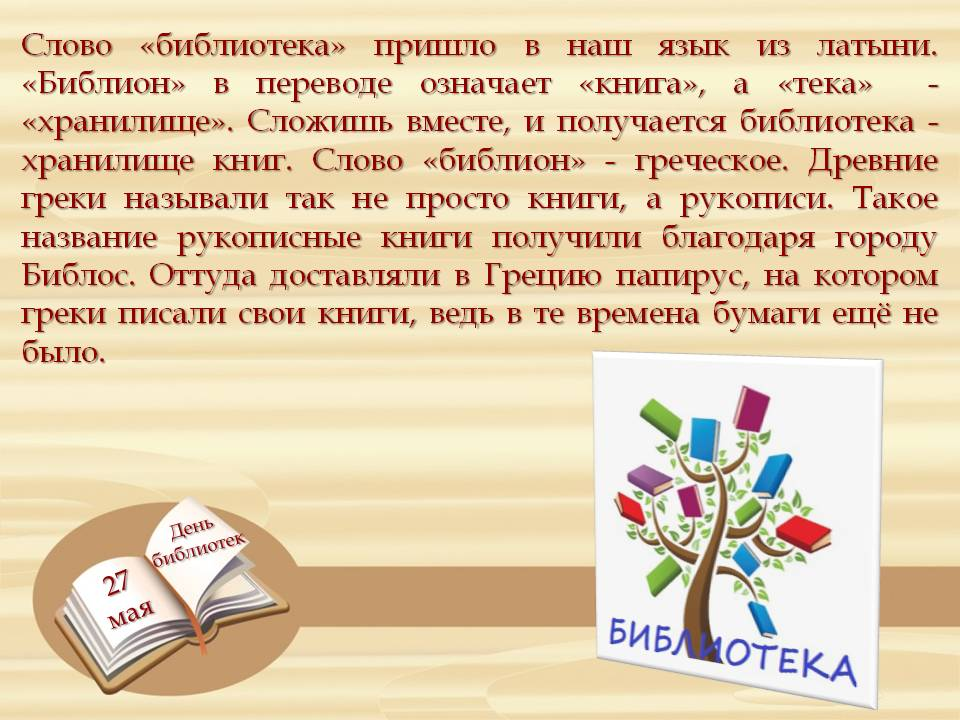 Слово «библиотека» пришло в наш язык из латыни.
«Библион» в переводе означает «книга», а «тека» -
«хранилище». Сложишь вместе, и получается библиотека -
хранилище книг. Слово «библион» - греческое. Древние
греки называли так не просто книги, а рукописи. Такое
название рукописные книги получили благодаря городу
Библос. Оттуда доставляли в Грецию папирус, на котором
греки писали свои книги, ведь в те времена бумаги ещё не
было.
27
мая
День
библиотек
БИБЛИОТЕКА